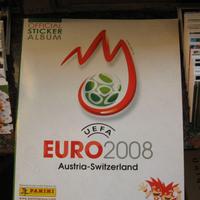 OFFICIAL
STICKER
ALBUM
UEFA
EURO2008
Austria-Switzerland
PANINI